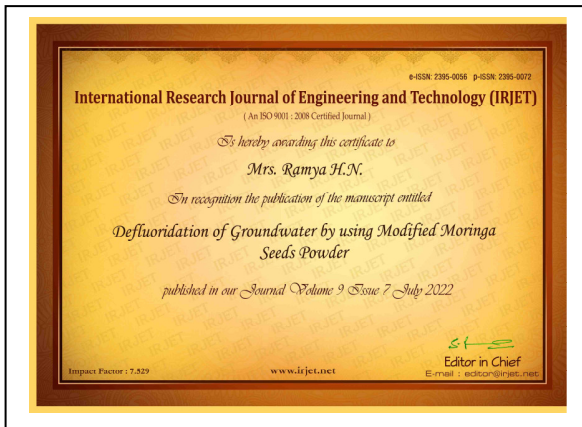 e-ISSN: 2395-0056 p-ISSN: 2395-0072
International Research Journal of Engineering and Technology (IRJET)
( An ISO 9001 : 2008 Certified Journal )
Is hereby awarding this certificate to
Mrs. Ramya H.N.
In recognition the publication of the manuscript entitled
Defluoridation of Groundwater by using Modified Moringa
Seeds Powder
published in our Journal Volume 9 Issue 7 July 2022
Editor in Chief
Impact Factor : 7.529 www.irjet.net E-mail : editor@irjet.net